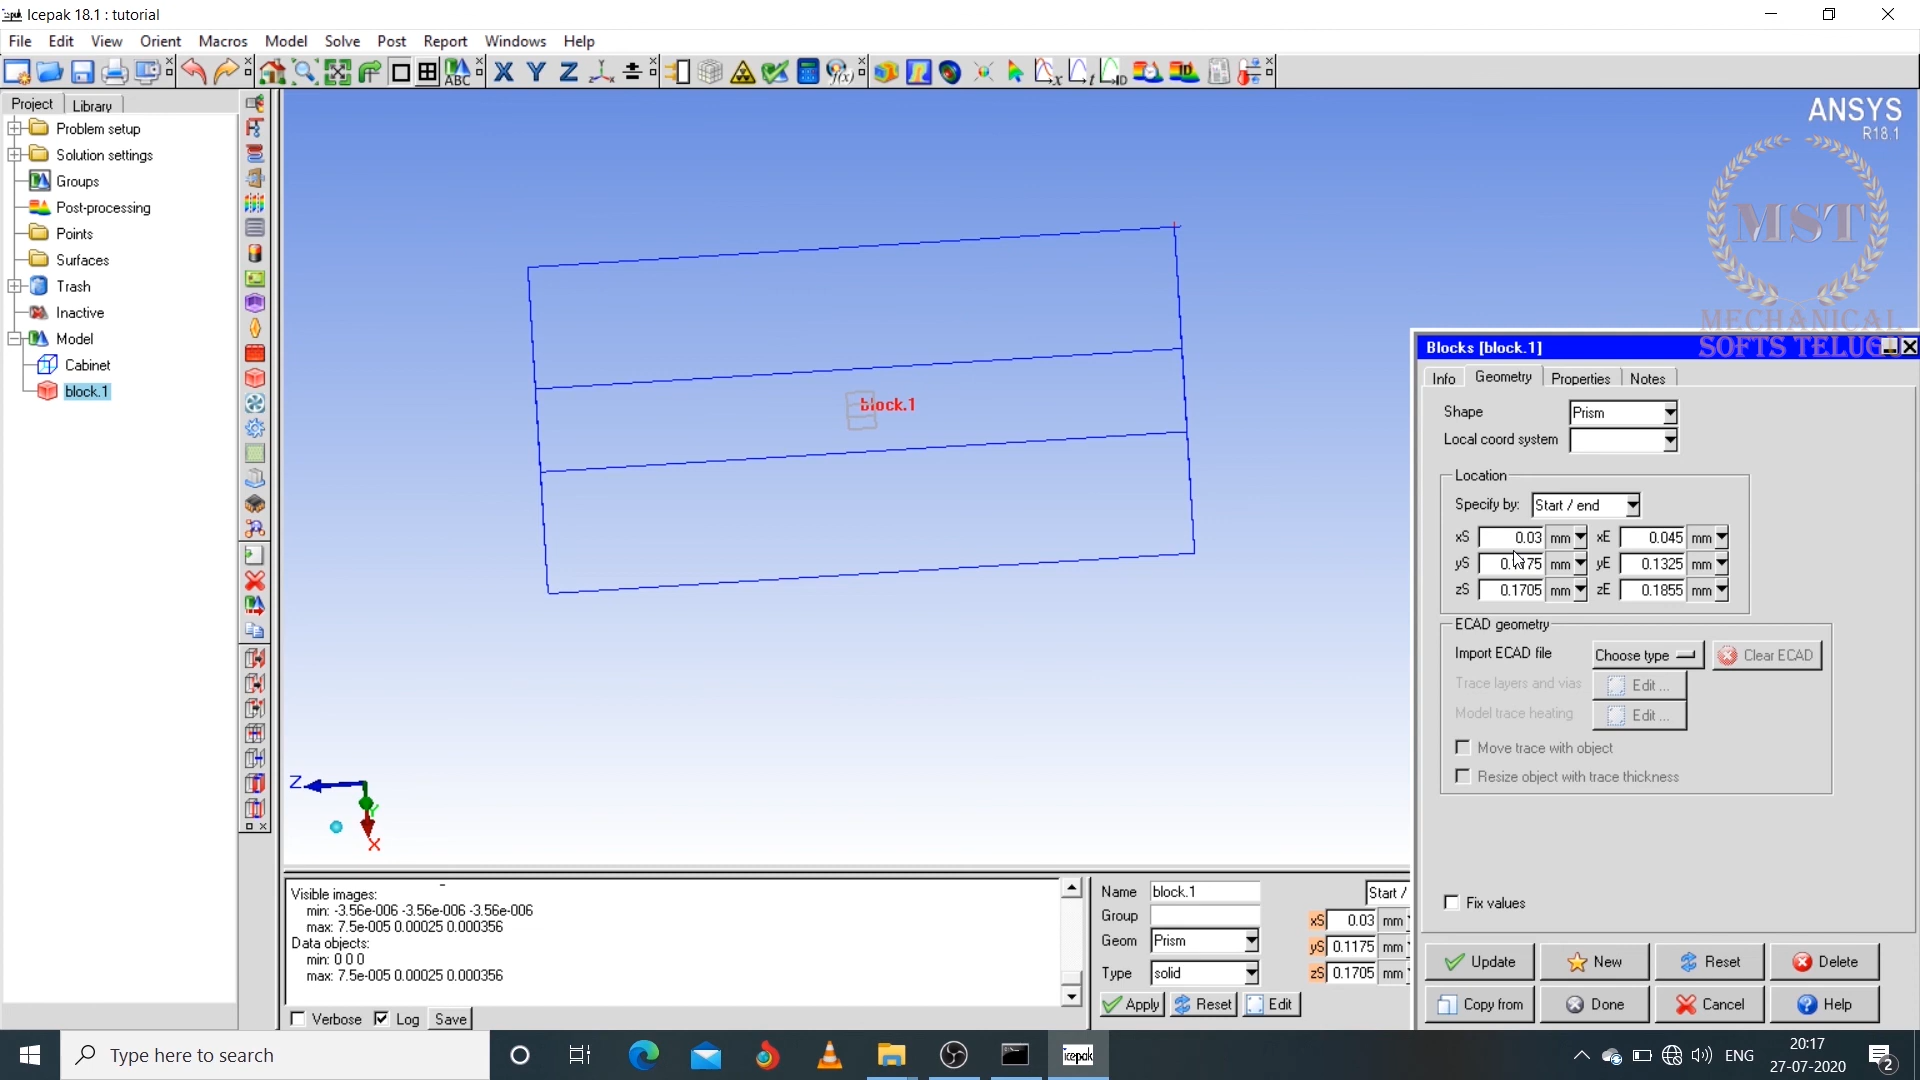 Icepak 18.1 : tutorial
File Edit View Orient Macros Model Solve Post Report Windows Help
ABC X Y Z f(x) x t ID ID
Project Library
Problem setup
Solution settings
Groups
Post-processing
Points
Surfaces
Trash
Inactive
Model
Cabinet
block.1
ANSYS
R18.1
MST
MECHANICAL
SOFTS TELUGU
block.1
Z
Y
X
Blocks [block.1]
Info Geometry Properties Notes
Shape Prism
Local coord system
Location
Specify by: Start / end
xS 0.03 mm xE 0.045 mm
yS 0.1175 mm yE 0.1325 mm
zS 0.1705 mm zE 0.1855 mm
ECAD geometry
Import ECAD file Choose type Clear ECAD
Trace layers and vias Edit ...
Model trace heating Edit ...
Move trace with object
Resize object with trace thickness
Fix values
Update New Reset Delete
Copy from Done Cancel Help
Visible images:
min: -3.56e-006 -3.56e-006 -3.56e-006
max: 7.5e-005 0.00025 0.000356
Data objects:
min: 0 0 0
max: 7.5e-005 0.00025 0.000356
Verbose Log Save
Name block.1 Start /
Group xS 0.03 mm
Geom Prism yS 0.1175 mm
Type solid zS 0.1705 mm
Apply Reset Edit
Type here to search
icepak
ENG
20:17
27-07-2020
2